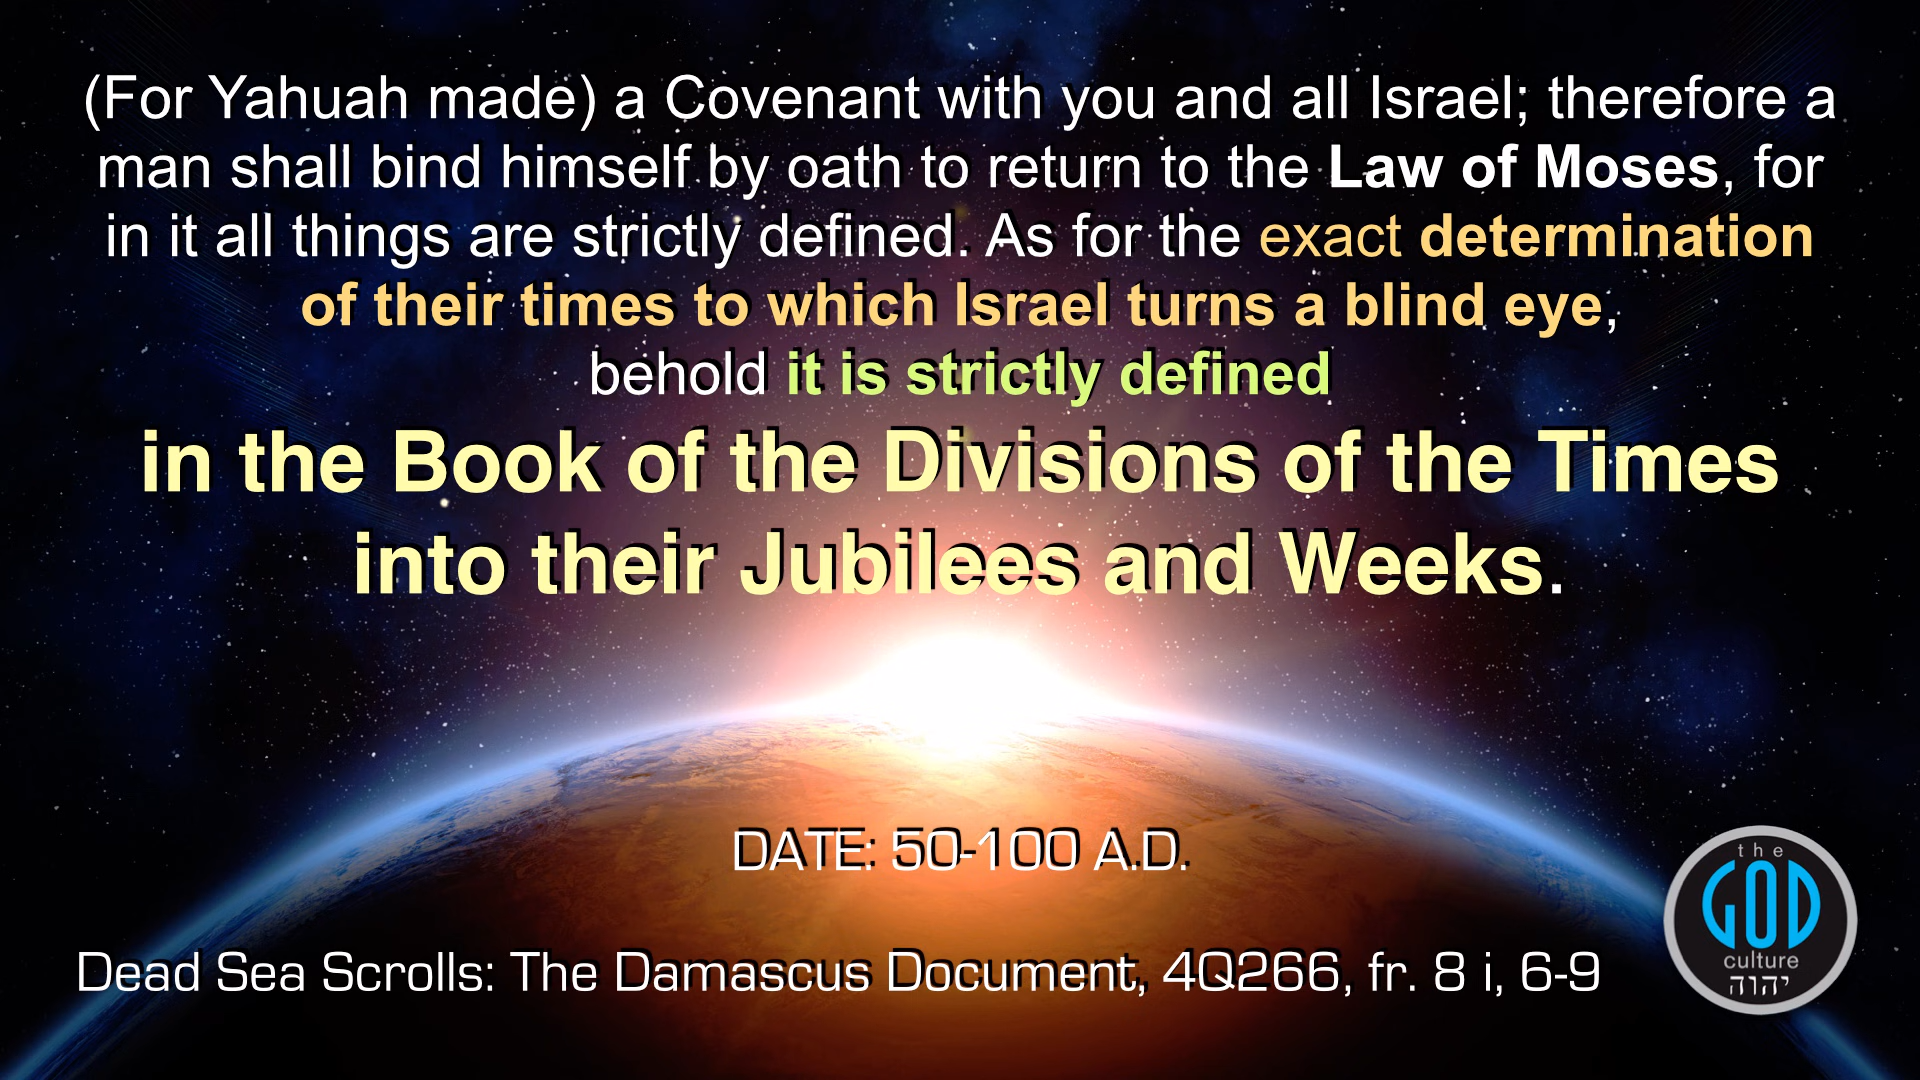 (For Yahuah made) a Covenant with you and all Israel; therefore a
man shall bind himself by oath to return to the Law of Moses, for
in it all things are strictly defined. As for the exact determination
of their times to which Israel turns a blind eye,
behold it is strictly defined
in the Book of the Divisions of the Times
into their Jubilees and Weeks.
DATE: 50-100 A.D.
Dead Sea Scrolls: The Damascus Document, 4Q266, fr. 8 i, 6-9
the
GOD
culture
יהוה